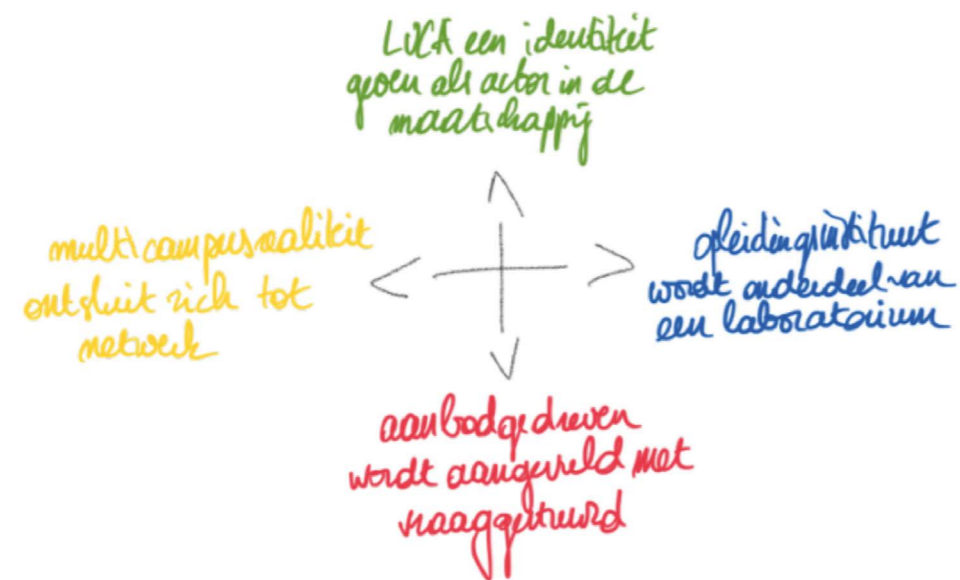 LUCA een identiteit
geven als actor in de
maatschappij
multicampusrealiteit
ontsluit zich tot
netwerk
opleidingsinstituut
wordt onderdeel van
een laboratorium
aanbodgedreven
wordt aangevuld met
vraaggestuurd